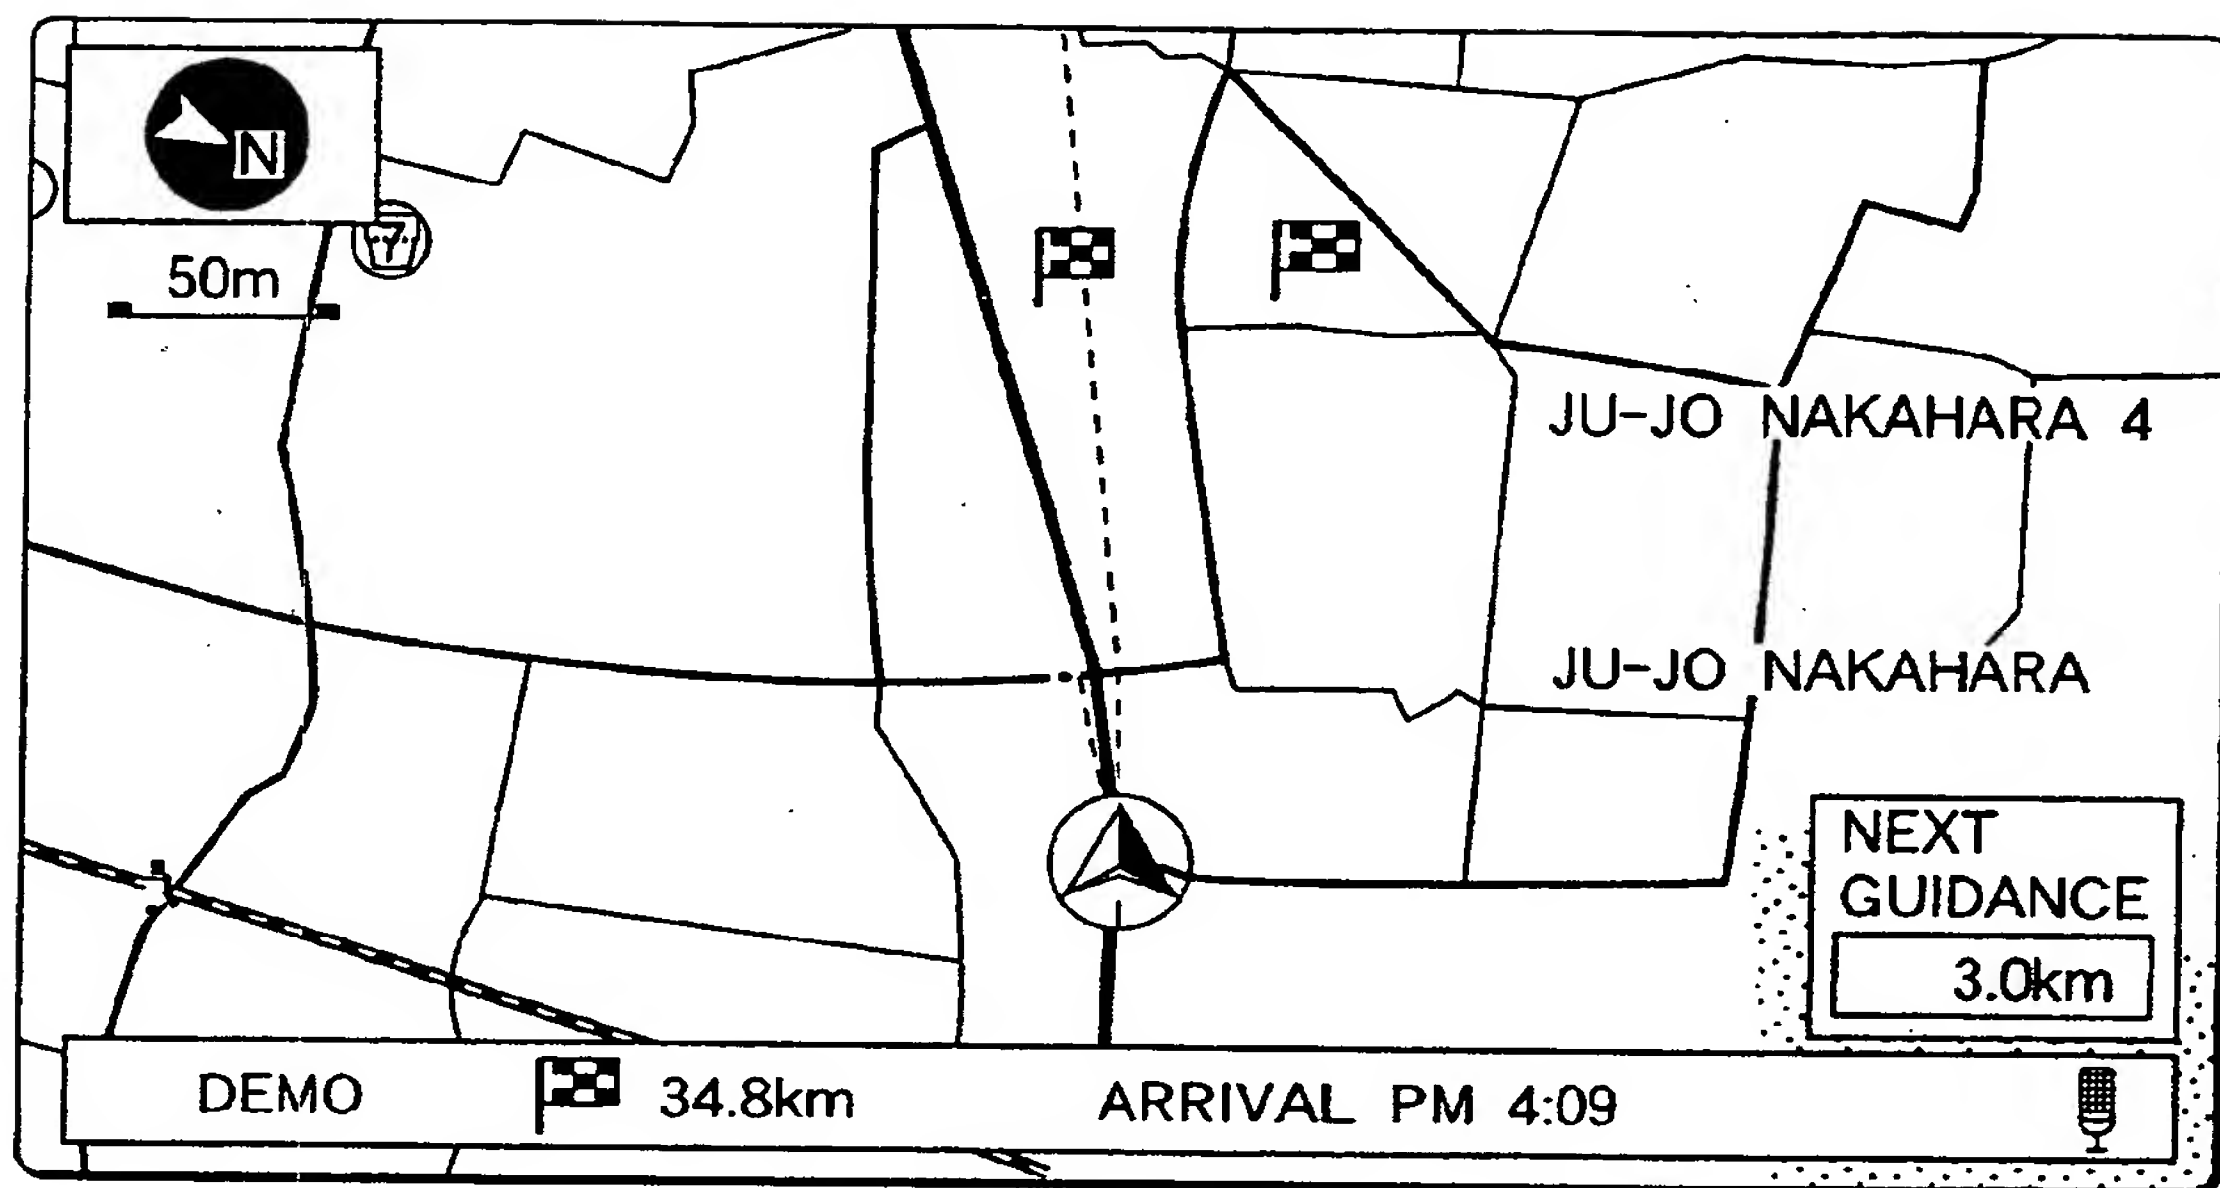 N
50m
JU-JO NAKAHARA 4
JU-JO NAKAHARA
NEXT
GUIDANCE
3.0km
DEMO 34.8km ARRIVAL PM 4:09